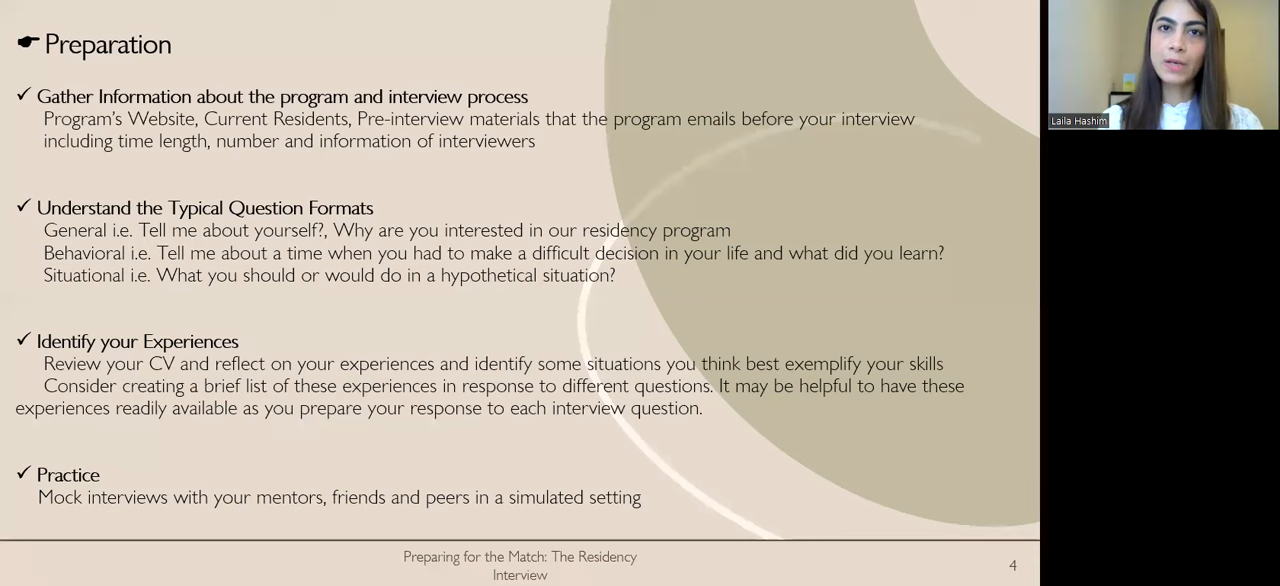 Preparation
Gather Information about the program and interview process
Program's Website, Current Residents, Pre-interview materials that the program emails before your interview
including time length, number and information of interviewers
Understand the Typical Question Formats
General i.e. Tell me about yourself?, Why are you interested in our residency program
Behavioral i.e. Tell me about a time when you had to make a difficult decision in your life and what did you learn?
Situational i.e. What you should or would do in a hypothetical situation?
Identify your Experiences
Review your CV and reflect on your experiences and identify some situations you think best exemplify your skills
Consider creating a brief list of these experiences in response to different questions. It may be helpful to have these
experiences readily available as you prepare your response to each interview question.
Practice
Mock interviews with your mentors, friends and peers in a simulated setting
Preparing for the Match: The Residency
Interview
4
Laila Hashim